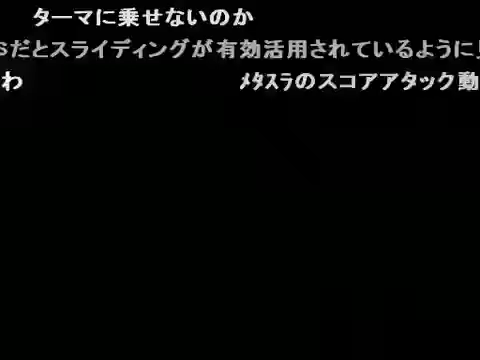 ターマに乗せないのか
Sだとスライディングが有効活用されているように
わ
ﾒﾀｽﾗのスコアアタック動